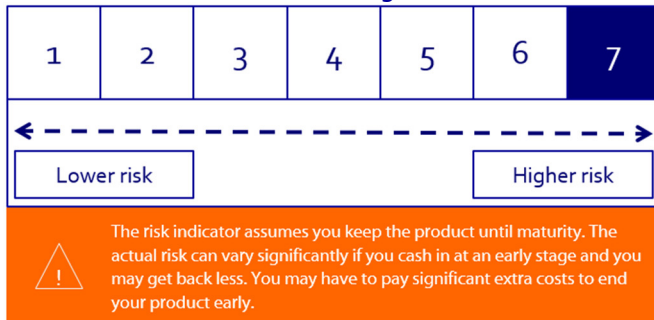 1 2 3 4 5 6 7
Lower risk Higher risk
The risk indicator assumes you keep the product until maturity. The
actual risk can vary significantly if you cash in at an early stage and you
may get back less. You may have to pay significant extra costs to end
your product early.
!